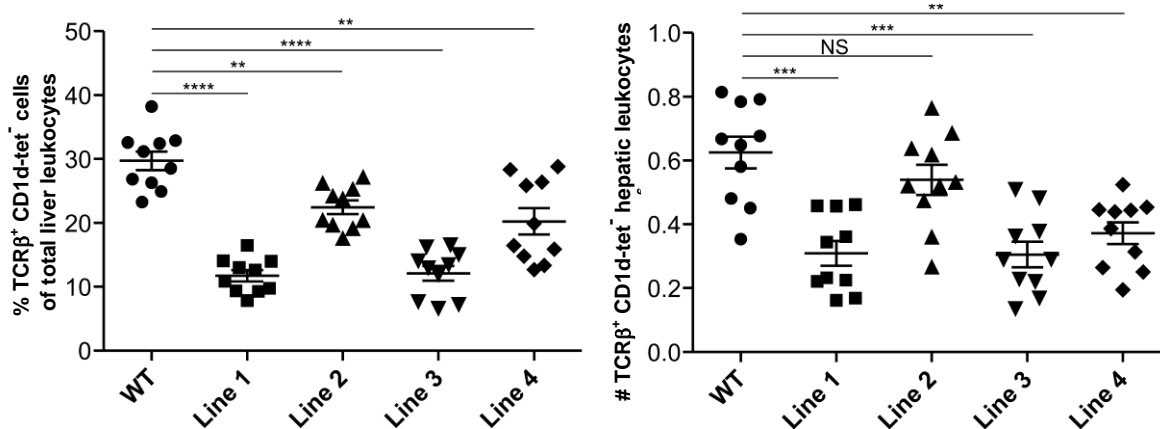 % TCRβ⁺ CD1d-tet⁻ cells
of total liver leukocytes
50
40
30
20
10
0
**
****
**
****
WT
Line 1
Line 2
Line 3
Line 4
# TCRβ⁺ CD1d-tet⁻ hepatic leukocytes
1.0
0.8
0.6
0.4
0.2
0.0
**
***
NS
***
WT
Line 1
Line 2
Line 3
Line 4